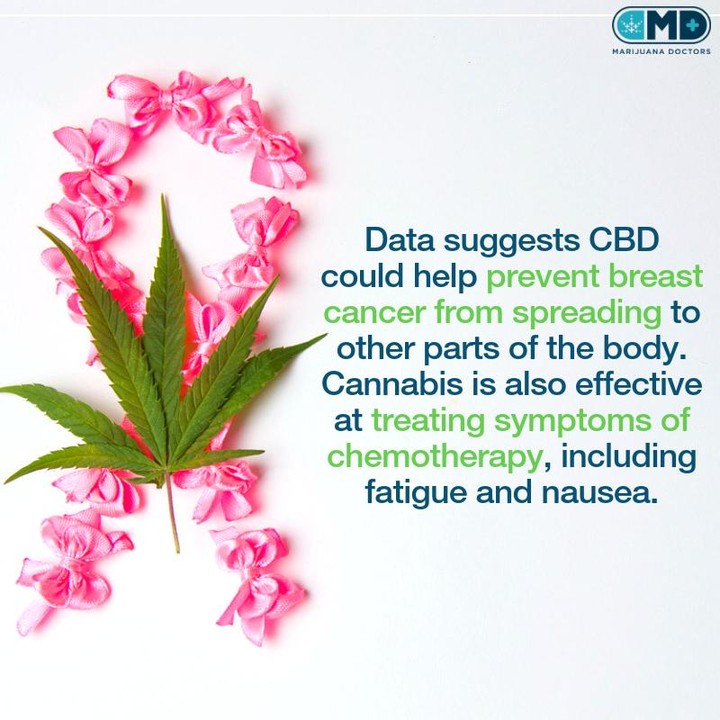 CMD+
MARIJUANA DOCTORS
Data suggests CBD
could help prevent breast
cancer from spreading to
other parts of the body.
Cannabis is also effective
at treating symptoms of
chemotherapy, including
fatigue and nausea.